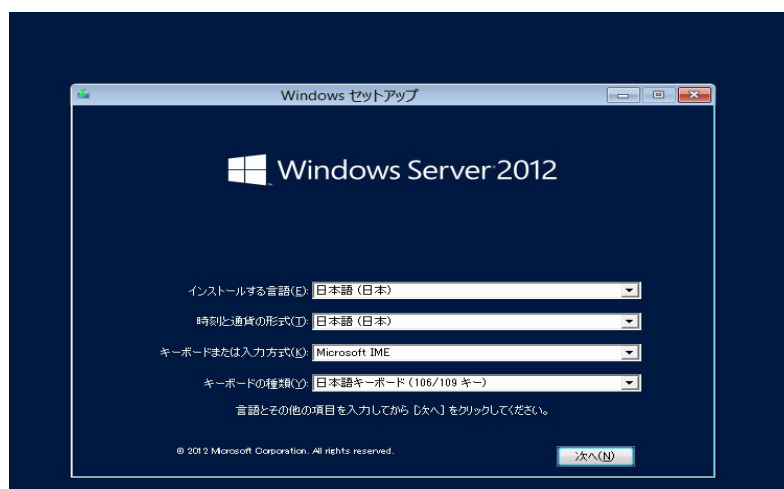 Windows セットアップ
Windows Server 2012
インストールする言語(E): 日本語 (日本)
時刻と通貨の形式(T): 日本語 (日本)
キーボードまたは入力方式(K): Microsoft IME
キーボードの種類(Y): 日本語キーボード (106/109 キー)
言語とその他の項目を入力してから [次へ] をクリックしてください。
© 2012 Microsoft Corporation. All rights reserved.
次へ(N)